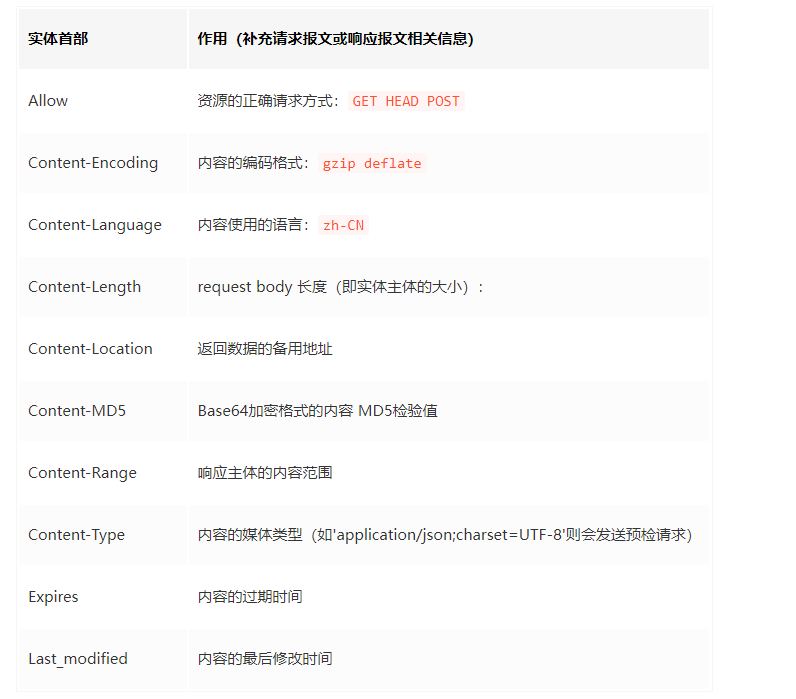 实体首部 作用（补充请求报文或响应报文相关信息）
Allow 资源的正确请求方式： GET HEAD POST
Content-Encoding 内容的编码格式： gzip deflate
Content-Language 内容使用的语言： zh-CN
Content-Length request body 长度（即实体主体的大小）:
Content-Location 返回数据的备用地址
Content-MD5 Base64加密格式的内容 MD5检验值
Content-Range 响应主体的内容范围
Content-Type 内容的媒体类型（如'application/json;charset=UTF-8'则会发送预检请求）
Expires 内容的过期时间
Last_modified 内容的最后修改时间